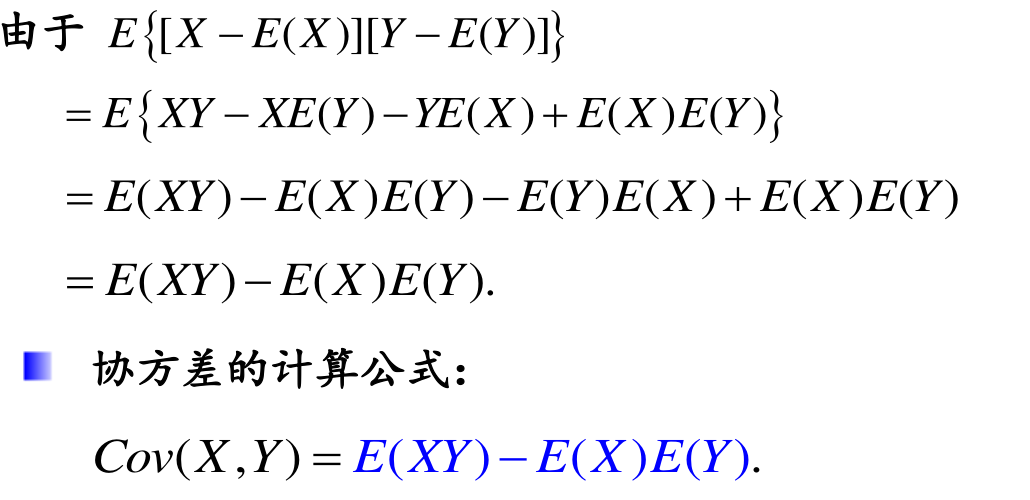 由于 E{[X − E(X)][Y − E(Y)]}
= E{XY − XE(Y) − YE(X) + E(X)E(Y)}
= E(XY) − E(X)E(Y) − E(Y)E(X) + E(X)E(Y)
= E(XY) − E(X)E(Y).
协方差的计算公式：
Cov(X,Y) = E(XY) − E(X)E(Y).